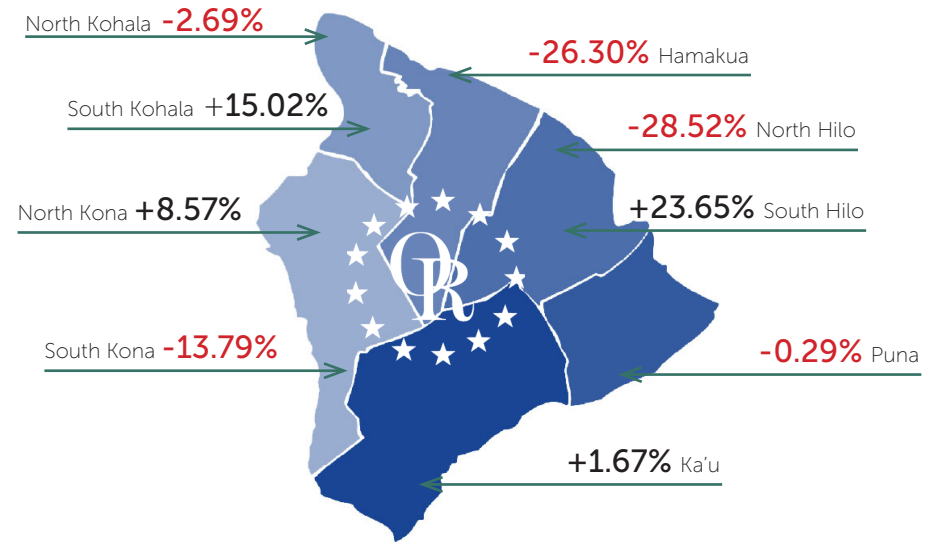 North Kohala -2.69%
-26.30% Hamakua
South Kohala +15.02%
-28.52% North Hilo
North Kona +8.57%
+23.65% South Hilo
OR
South Kona -13.79%
-0.29% Puna
+1.67% Ka'u